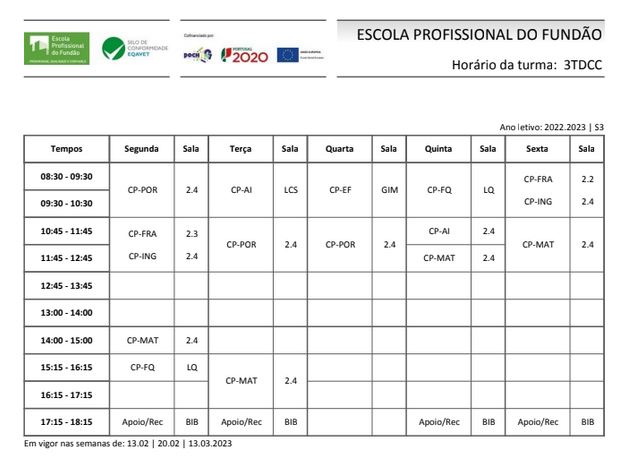 Escola
Profissional
do Fundão
SELO DE
CONFORMIDADE
EQAVET
Cofinanciado por:
POCH
PORTUGAL
2020
UNIÃO EUROPEIA
Fundo Social Europeu
ESCOLA PROFISSIONAL DO FUNDÃO
Horário da turma: 3TDCC
Ano letivo: 2022.2023 | S3
Tempos Segunda Sala Terça Sala Quarta Sala Quinta Sala Sexta Sala
08:30 - 09:30 CP-FRA 2.2
CP-POR 2.4 CP-AI LCS CP-EF GIM CP-FQ LQ
09:30 - 10:30 CP-ING 2.4
10:45 - 11:45 CP-FRA 2.3 CP-AI 2.4
CP-POR 2.4 CP-POR 2.4 CP-MAT 2.4
11:45 - 12:45 CP-ING 2.4 CP-MAT 2.4
12:45 - 13:45
13:00 - 14:00
14:00 - 15:00 CP-MAT 2.4
15:15 - 16:15 CP-FQ LQ
CP-MAT 2.4
16:15 - 17:15
17:15 - 18:15 Apoio/Rec BIB Apoio/Rec BIB Apoio/Rec BIB Apoio/Rec BIB
Em vigor nas semanas de: 13.02 | 20.02 | 13.03.2023